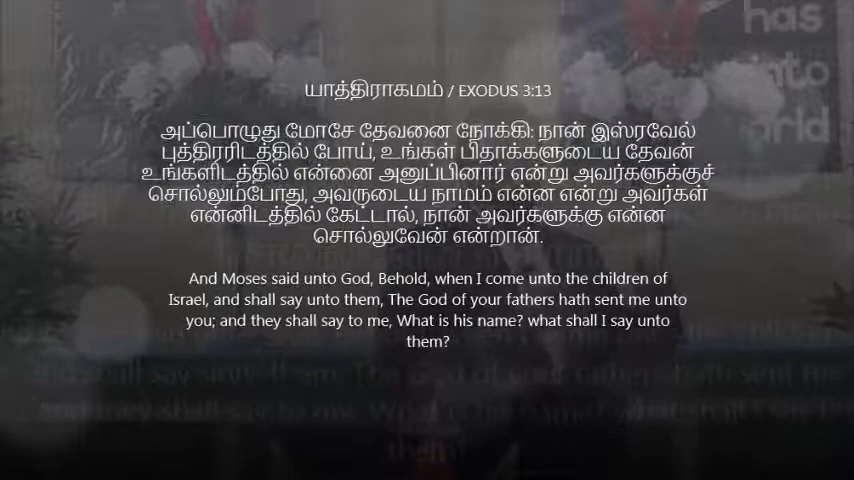 has
into
யாத்திராகமம் / EXODUS 3:13
அப்பொழுது மோசே தேவனை நோக்கி: நான் இஸ்ரவேல்
புத்திரரிடத்தில் போய், உங்கள் பிதாக்களுடைய தேவன்
உங்களிடத்தில் என்னை அனுப்பினார் என்று அவர்களுக்குச்
சொல்லும்போது, அவருடைய நாமம் என்ன என்று அவர்கள்
என்னிடத்தில் கேட்டால், நான் அவர்களுக்கு என்ன
சொல்லுவேன் என்றான்.
And Moses said unto God, Behold, when I come unto the children of
Israel, and shall say unto them, The God of your fathers hath sent me unto
you; and they shall say to me, What is his name? what shall I say unto
them?